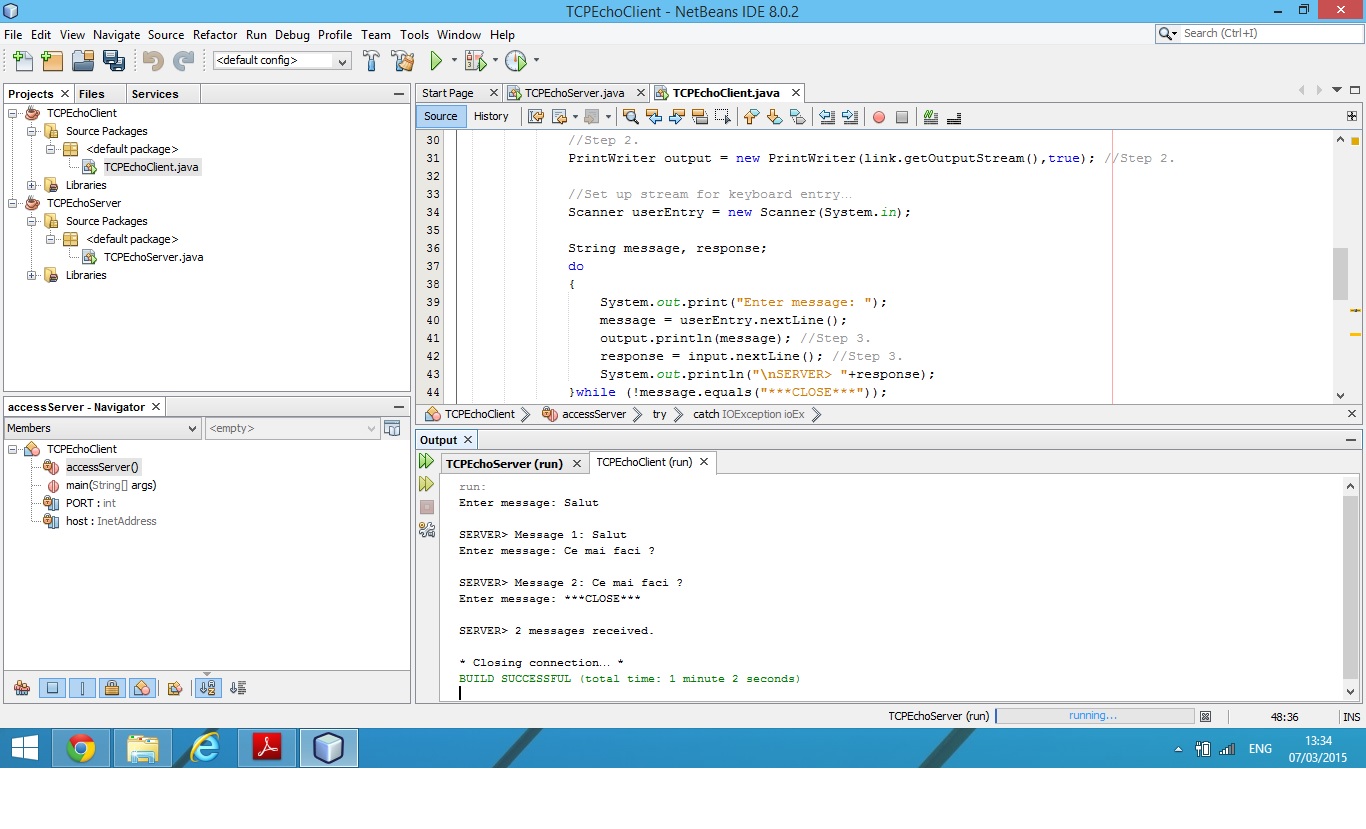 TCPEchoClient - NetBeans IDE 8.0.2
File Edit View Navigate Source Refactor Run Debug Profile Team Tools Window Help
Search (Ctrl+I)
<default config>
Projects Files Services
TCPEchoClient
Source Packages
<default package>
TCPEchoClient.java
Libraries
TCPEchoServer
Source Packages
<default package>
TCPEchoServer.java
Libraries
accessServer - Navigator
Members <empty>
TCPEchoClient
accessServer()
main(String[] args)
PORT : int
host : InetAddress
Start Page TCPEchoServer.java TCPEchoClient.java
Source History
30 //Step 2.
31 PrintWriter output = new PrintWriter(link.getOutputStream(),true); //Step 2.
32
33 //Set up stream for keyboard entry...
34 Scanner userEntry = new Scanner(System.in);
35
36 String message, response;
37 do
38 {
39 System.out.print("Enter message: ");
40 message = userEntry.nextLine();
41 output.println(message); //Step 3.
42 response = input.nextLine(); //Step 3.
43 System.out.println("\nSERVER> "+response);
44 }while (!message.equals("***CLOSE***"));
TCPEchoClient accessServer try catch IOException ioEx
Output
TCPEchoServer (run) TCPEchoClient (run)
run:
Enter message: Salut
SERVER> Message 1: Salut
Enter message: Ce mai faci ?
SERVER> Message 2: Ce mai faci ?
Enter message: ***CLOSE***
SERVER> 2 messages received.
* Closing connection... *
BUILD SUCCESSFUL (total time: 1 minute 2 seconds)
TCPEchoServer (run) running... 48:36 INS
ENG
13:34
07/03/2015